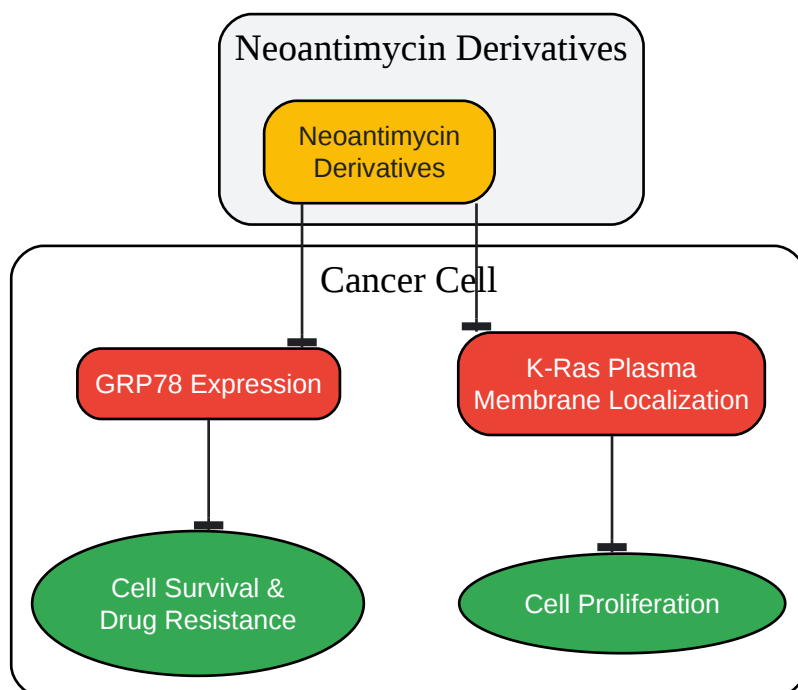 Neoantimycin Derivatives
Neoantimycin
Derivatives
Cancer Cell
GRP78 Expression
K-Ras Plasma
Membrane Localization
Cell Survival &
Drug Resistance
Cell Proliferation